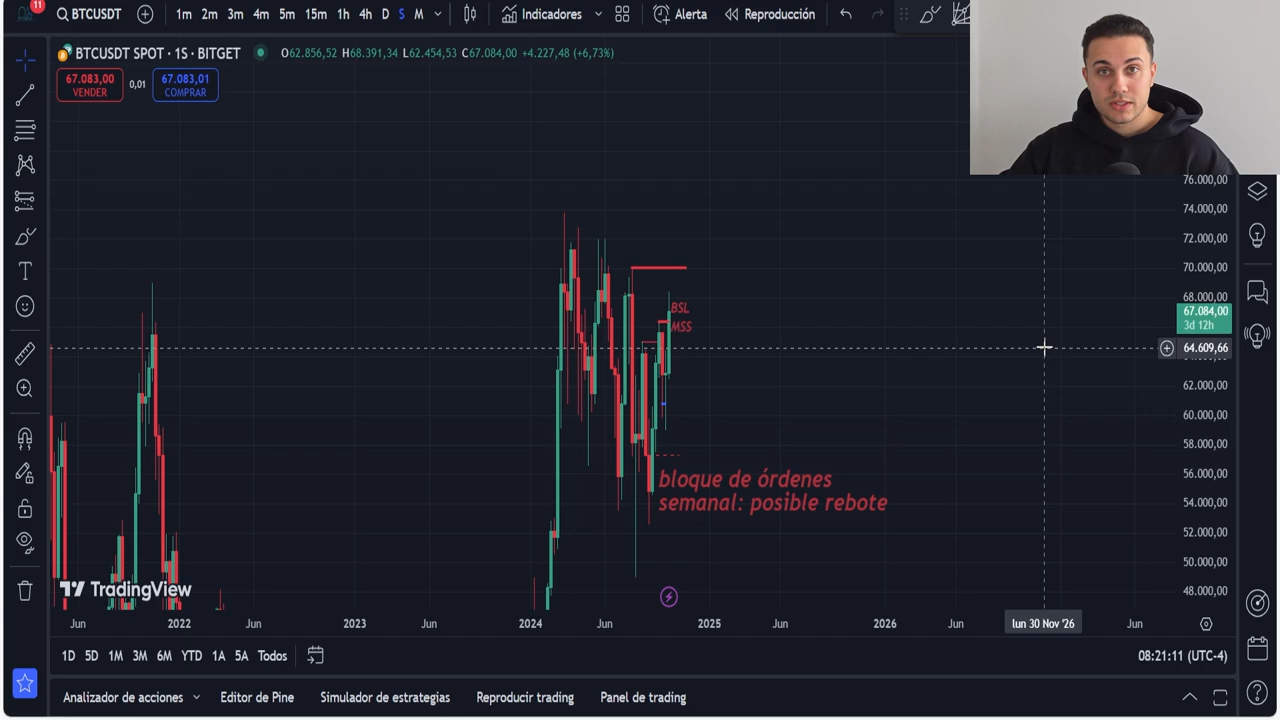 11
BTCUSDT
1m 2m 3m 4m 5m 15m 1h 4h D S M
Indicadores
Alerta
Reproducción
BTCUSDT SPOT · 1S · BITGET
O62.856,52 H68.391,34 L62.454,53 C67.084,00 +4.227,48 (+6,73%)
67.083,00
VENDER
0,01
67.083,01
COMPRAR
76.000,00
74.000,00
72.000,00
70.000,00
68.000,00
67.084,00
3d 12h
64.609,66
62.000,00
60.000,00
58.000,00
56.000,00
54.000,00
52.000,00
50.000,00
48.000,00
BSL
MSS
bloque de órdenes
semanal: posible rebote
TradingView
Jun 2022 Jun 2023 Jun 2024 Jun 2025 Jun 2026 Jun lun 30 Nov '26 Jun
1D 5D 1M 3M 6M YTD 1A 5A Todos
08:21:11 (UTC-4)
Analizador de acciones
Editor de Pine
Simulador de estrategias
Reproducir trading
Panel de trading